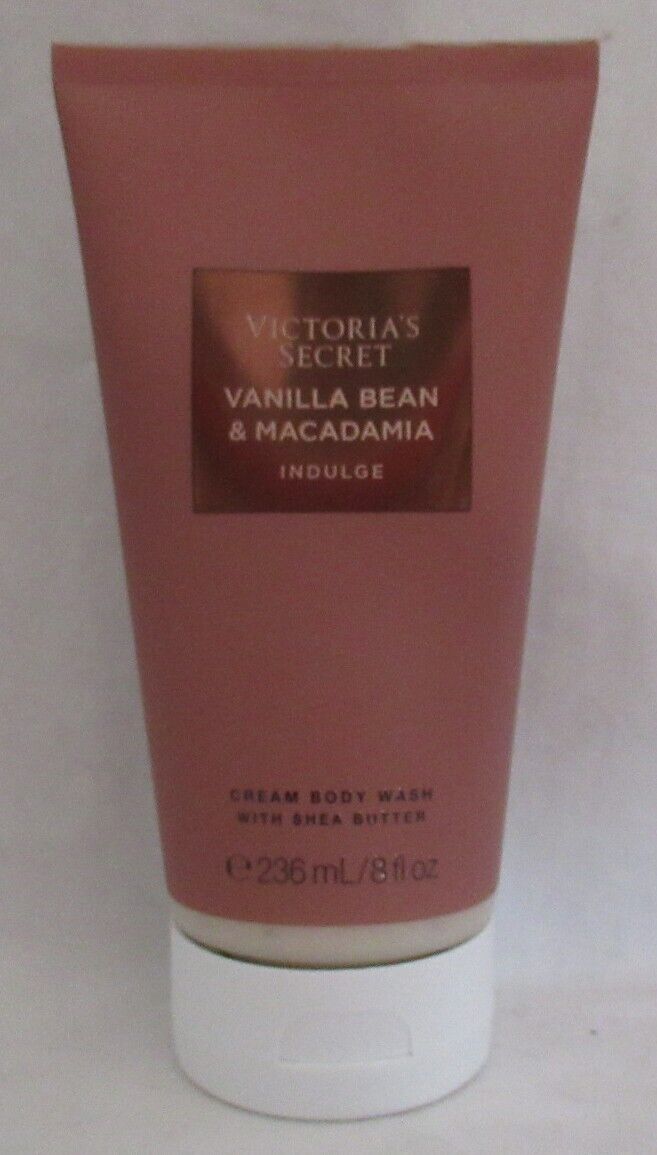 VICTORIA'S
SECRET
VANILLA BEAN
& MACADAMIA
INDULGE
CREAM BODY WASH
WITH SHEA BUTTER
℮ 236 mL/8 fl oz